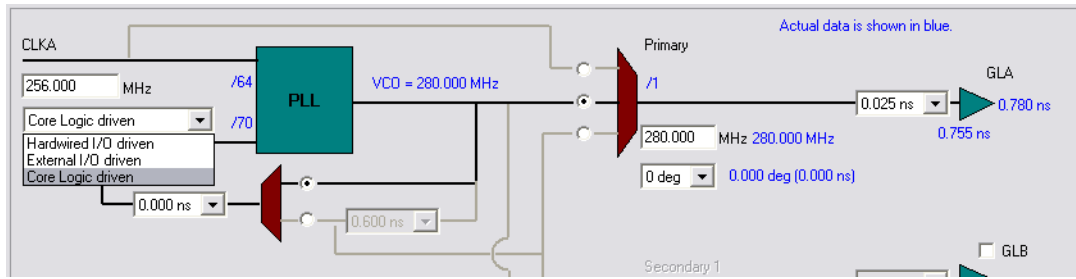 Actual data is shown in blue.
CLKA
Primary
256.000 MHz
/64
PLL
VCO = 280.000 MHz
/1
GLA
Core Logic driven
/70
0.025 ns
0.780 ns
0.755 ns
Hardwired I/O driven
External I/O driven
Core Logic driven
280.000 MHz 280.000 MHz
0 deg
0.000 deg (0.000 ns)
0.000 ns
0.600 ns
GLB
Secondary 1